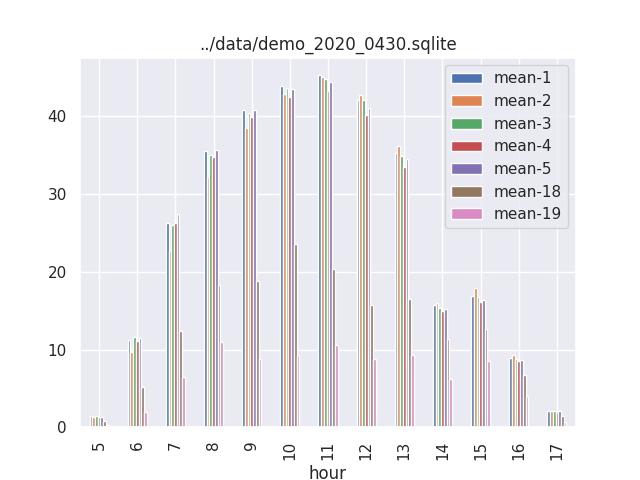 ../data/demo_2020_0430.sqlite
mean-1
mean-2
mean-3
mean-4
mean-5
mean-18
mean-19
40
30
20
10
0
5 6 7 8 9 10 11 12 13 14 15 16 17
hour